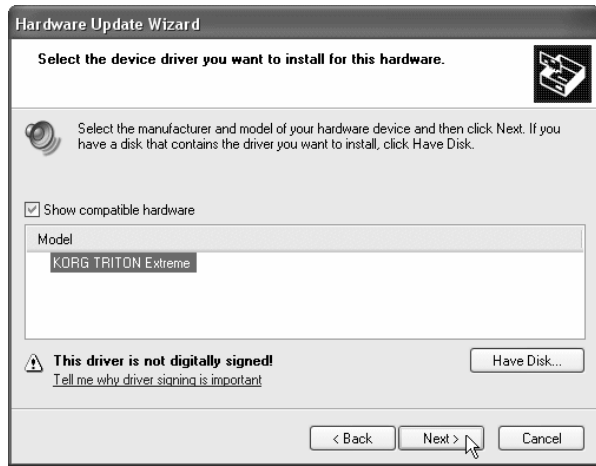 Hardware Update Wizard
Select the device driver you want to install for this hardware.
Select the manufacturer and model of your hardware device and then click Next. If you
have a disk that contains the driver you want to install, click Have Disk.
Show compatible hardware
Model
KORG TRITON Extreme
This driver is not digitally signed!
Tell me why driver signing is important
Have Disk...
< Back
Next >
Cancel